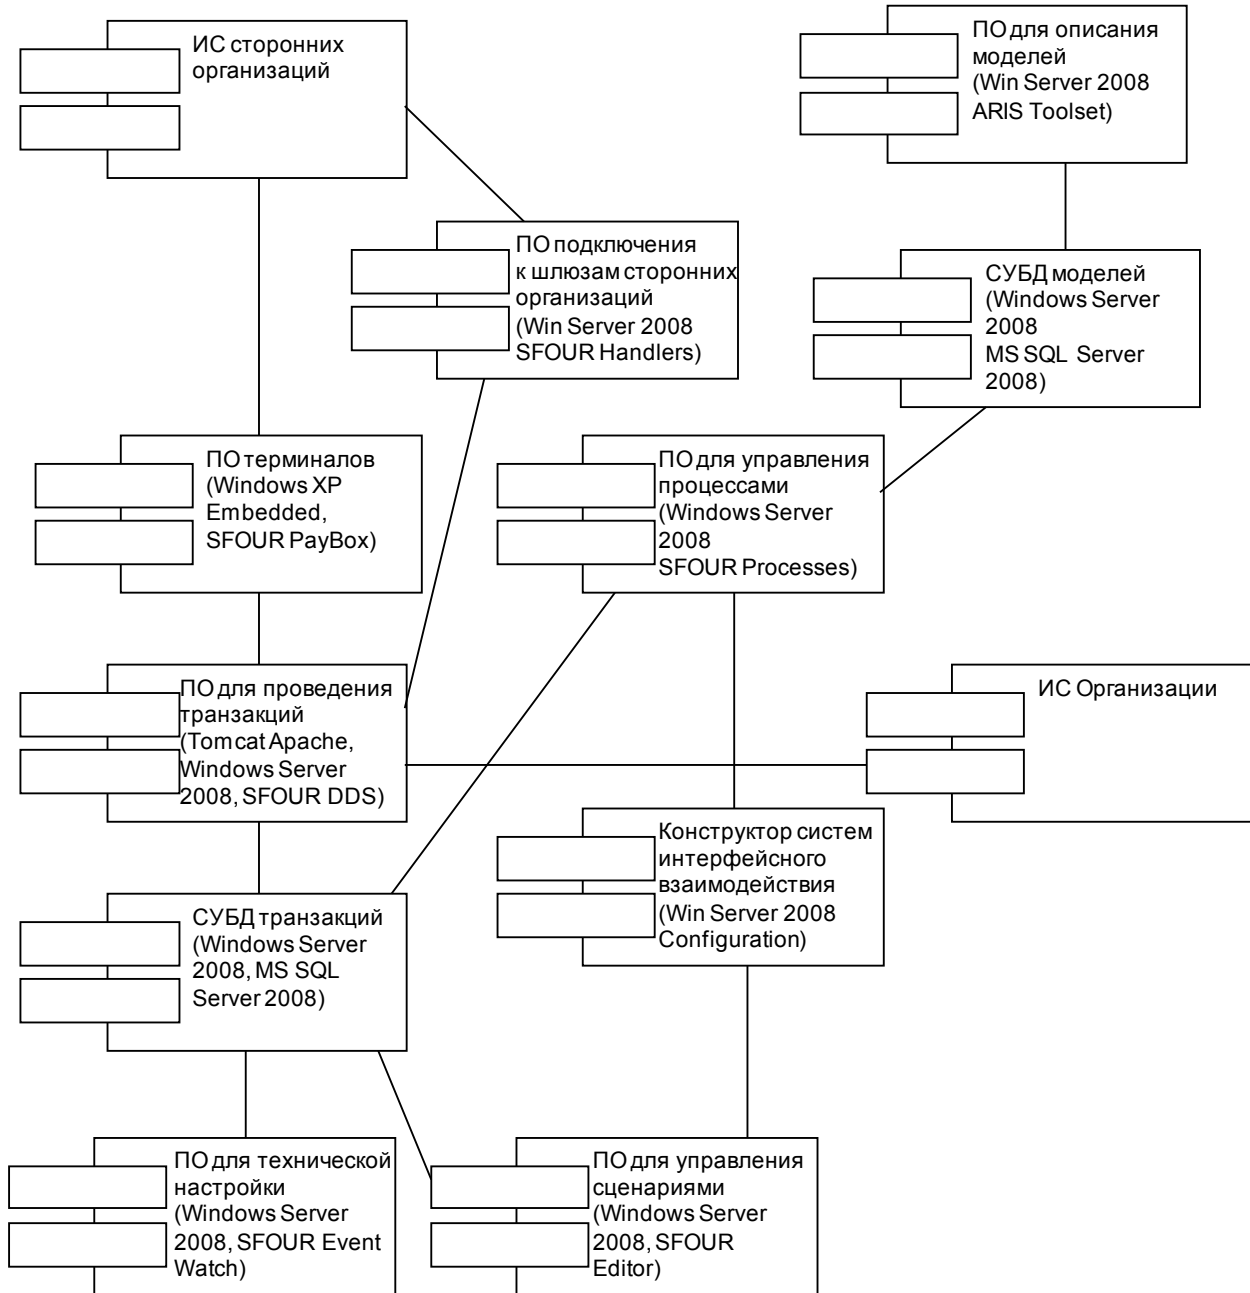 ИС сторонних
организаций
ПО для описания
моделей
(Win Server 2008
ARIS Toolset)
ПО подключения
к шлюзам сторонних
организаций
(Win Server 2008
SFOUR Handlers)
СУБД моделей
(Windows Server
2008
MS SQL Server
2008)
ПО терминалов
(Windows XP
Embedded,
SFOUR PayBox)
ПО для управления
процессами
(Windows Server
2008
SFOUR Processes)
ПО для проведения
транзакций
(Tomcat Apache,
Windows Server
2008, SFOUR DDS)
ИС Организации
Конструктор систем
интерфейсного
взаимодействия
(Win Server 2008
Configuration)
СУБД транзакций
(Windows Server
2008, MS SQL
Server 2008)
ПО для технической
настройки
(Windows Server
2008, SFOUR Event
Watch)
ПО для управления
сценариями
(Windows Server
2008, SFOUR
Editor)